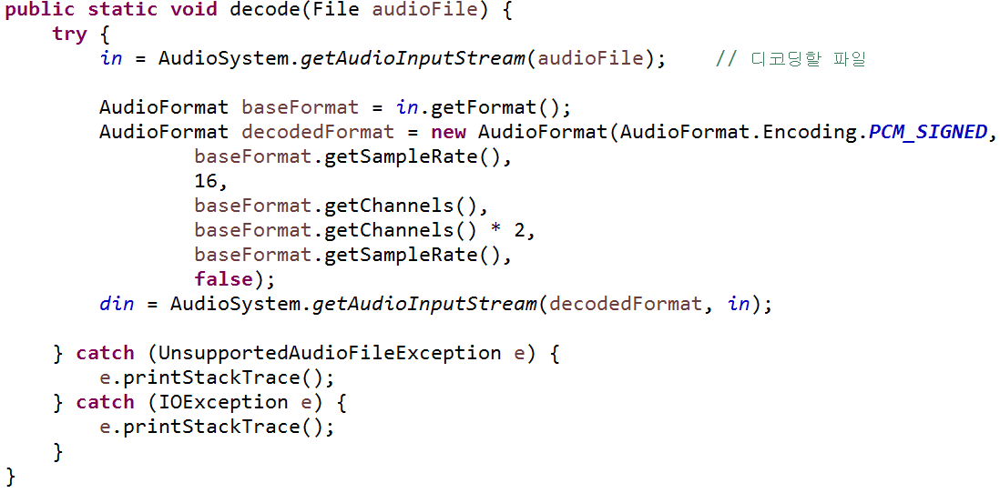 public static void decode(File audioFile) {
    try {
        in = AudioSystem.getAudioInputStream(audioFile);    // 디코딩할 파일
        AudioFormat baseFormat = in.getFormat();
        AudioFormat decodedFormat = new AudioFormat(AudioFormat.Encoding.PCM_SIGNED,
                baseFormat.getSampleRate(),
                16,
                baseFormat.getChannels(),
                baseFormat.getChannels() * 2,
                baseFormat.getSampleRate(),
                false);
        din = AudioSystem.getAudioInputStream(decodedFormat, in);
    } catch (UnsupportedAudioFileException e) {
        e.printStackTrace();
    } catch (IOException e) {
        e.printStackTrace();
    }
}